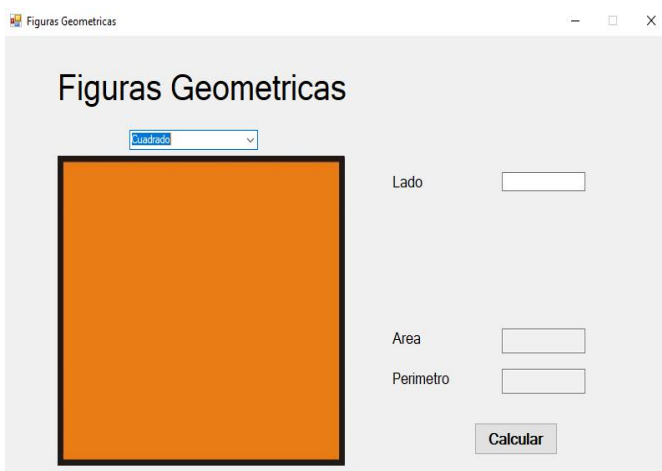 Figuras Geometricas
Figuras Geometricas
Cuadrado
Lado
Area
Perimetro
Calcular